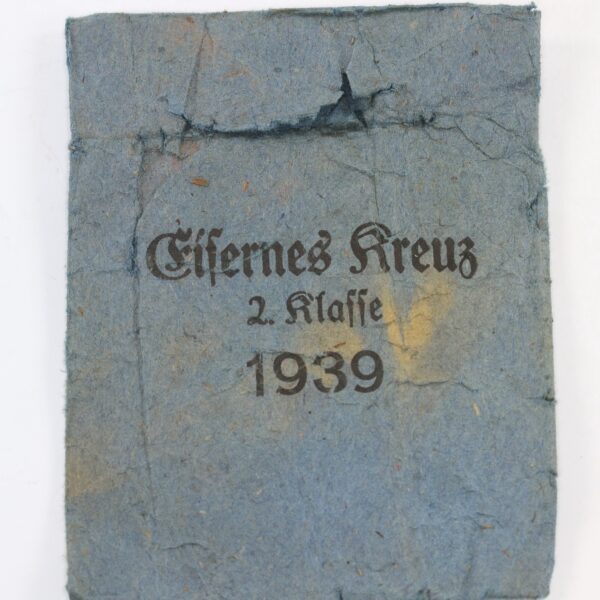 Eisernes Kreuz
2. Klasse
1939